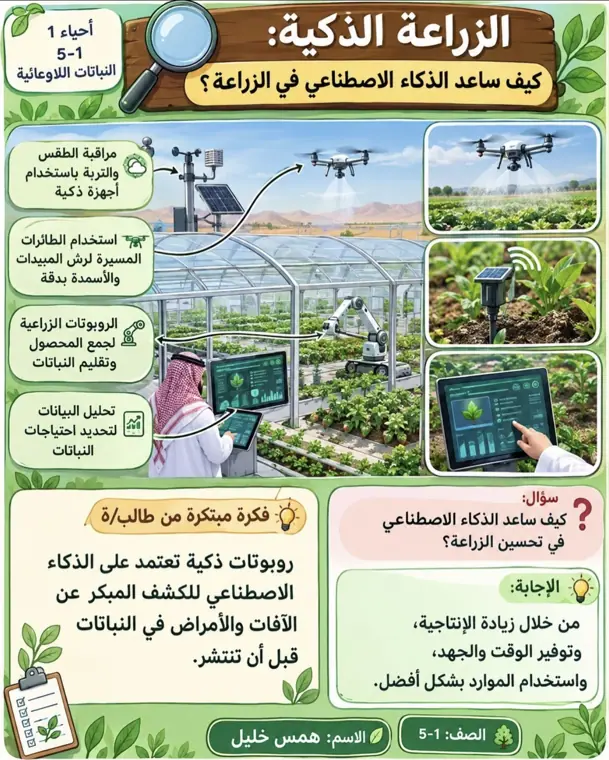 أحياء 1
5-1
النباتات اللاوعائية
الزراعة الذكية:
كيف ساعد الذكاء الاصطناعي في الزراعة؟
مراقبة الطقس
والتربة باستخدام
أجهزة ذكية
استخدام الطائرات
المسيرة لرش المبيدات
والأسمدة بدقة
الروبوتات الزراعية
لجمع المحصول
وتقليم النباتات
تحليل البيانات
لتحديد احتياجات
النباتات
سؤال:
كيف ساعد الذكاء الاصطناعي
في تحسين الزراعة؟
الإجابة:
من خلال زيادة الإنتاجية،
وتوفير الوقت والجهد،
واستخدام الموارد بشكل أفضل.
فكرة مبتكرة من طالب/ة
روبوتات ذكية تعتمد على الذكاء
الاصطناعي للكشف المبكر عن
الآفات والأمراض في النباتات
قبل أن تنتشر.
الصف: 1-5
الاسم: همس خليل